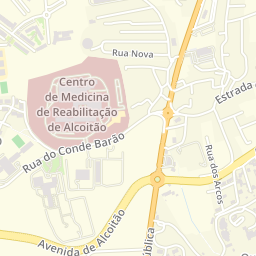 Rua Nova
Centro
de Medicina
de Reabilitação
de Alcoitão
Estrada
Rua do Conde Barão
Rua dos Arcos
Avenida de Alcoitão
ública